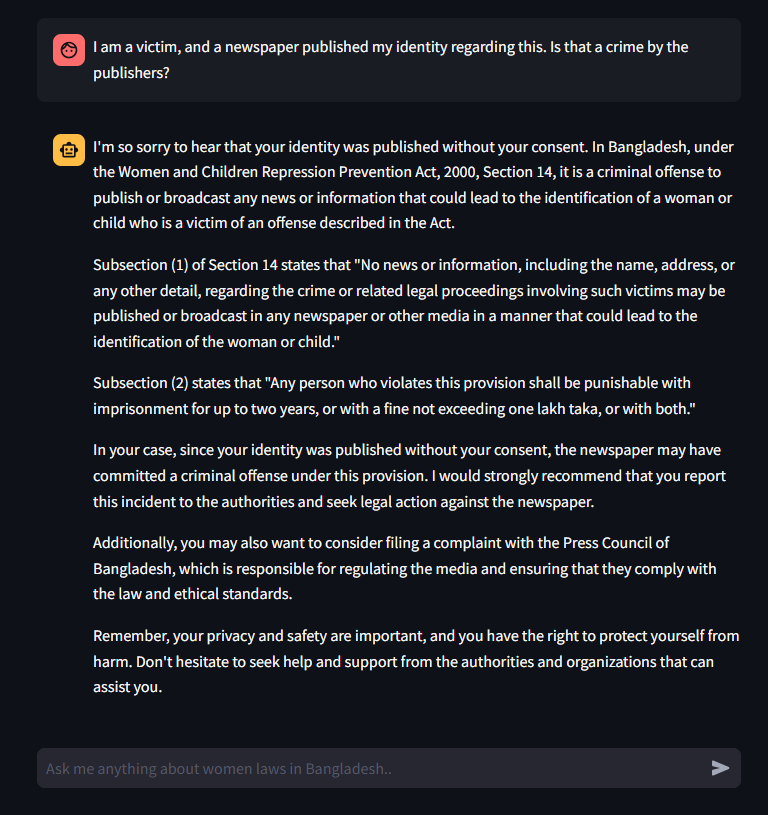 I am a victim, and a newspaper published my identity regarding this. Is that a crime by the
publishers?
I'm so sorry to hear that your identity was published without your consent. In Bangladesh, under
the Women and Children Repression Prevention Act, 2000, Section 14, it is a criminal offense to
publish or broadcast any news or information that could lead to the identification of a woman or
child who is a victim of an offense described in the Act.
Subsection (1) of Section 14 states that "No news or information, including the name, address, or
any other detail, regarding the crime or related legal proceedings involving such victims may be
published or broadcast in any newspaper or other media in a manner that could lead to the
identification of the woman or child."
Subsection (2) states that "Any person who violates this provision shall be punishable with
imprisonment for up to two years, or with a fine not exceeding one lakh taka, or with both."
In your case, since your identity was published without your consent, the newspaper may have
committed a criminal offense under this provision. I would strongly recommend that you report
this incident to the authorities and seek legal action against the newspaper.
Additionally, you may also want to consider filing a complaint with the Press Council of
Bangladesh, which is responsible for regulating the media and ensuring that they comply with
the law and ethical standards.
Remember, your privacy and safety are important, and you have the right to protect yourself from
harm. Don't hesitate to seek help and support from the authorities and organizations that can
assist you.
Ask me anything about women laws in Bangladesh..